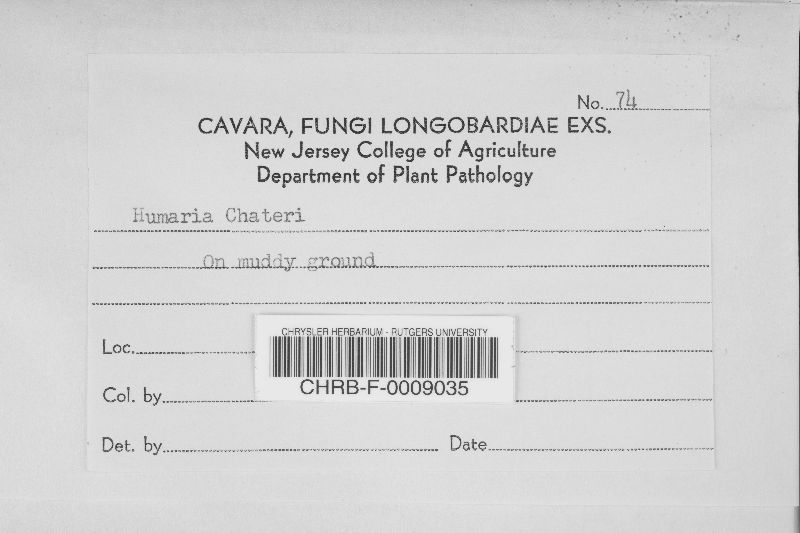 No. 74
CAVARA, FUNGI LONGOBARDIAE EXS.
New Jersey College of Agriculture
Department of Plant Pathology
Humaria Chateri
On muddy ground
Loc.
CHRYSLER HERBARIUM - RUTGERS UNIVERSITY
CHRB-F-0009035
Col. by
Det. by Date